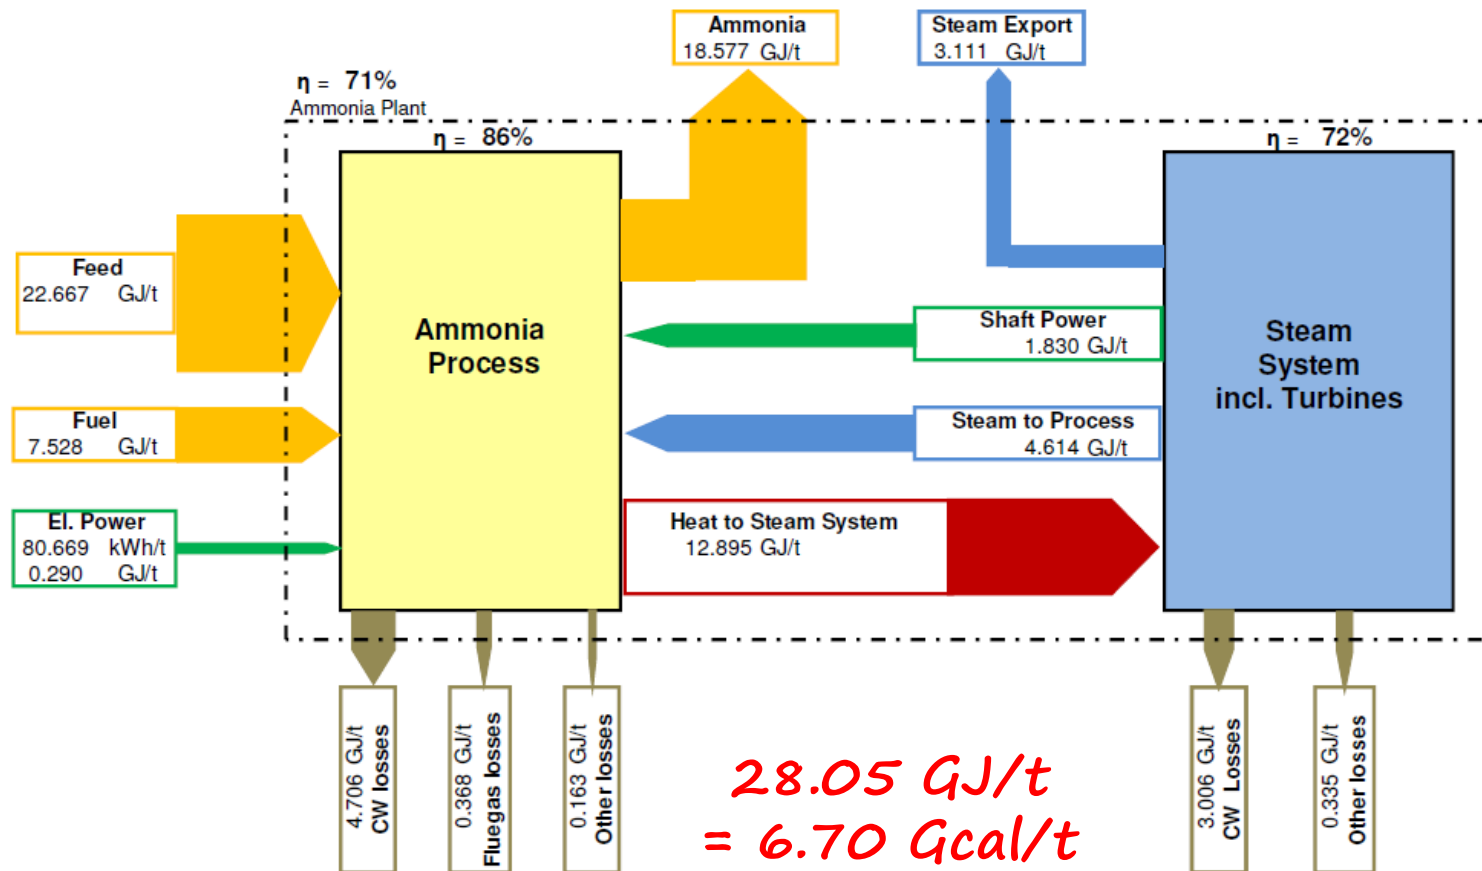 Ammonia
18.577 GJ/t
Steam Export
3.111 GJ/t
η = 71%
Ammonia Plant
η = 86%
η = 72%
Feed
22.667 GJ/t
Ammonia
Process
Shaft Power
1.830 GJ/t
Steam
System
incl. Turbines
Fuel
7.528 GJ/t
Steam to Process
4.614 GJ/t
El. Power
80.669 kWh/t
0.290 GJ/t
Heat to Steam System
12.895 GJ/t
4.706 GJ/t
CW losses
0.368 GJ/t
Fluegas losses
0.163 GJ/t
Other losses
28.05 GJ/t
= 6.70 Gcal/t
3.006 GJ/t
CW Losses
0.335 GJ/t
Other losses